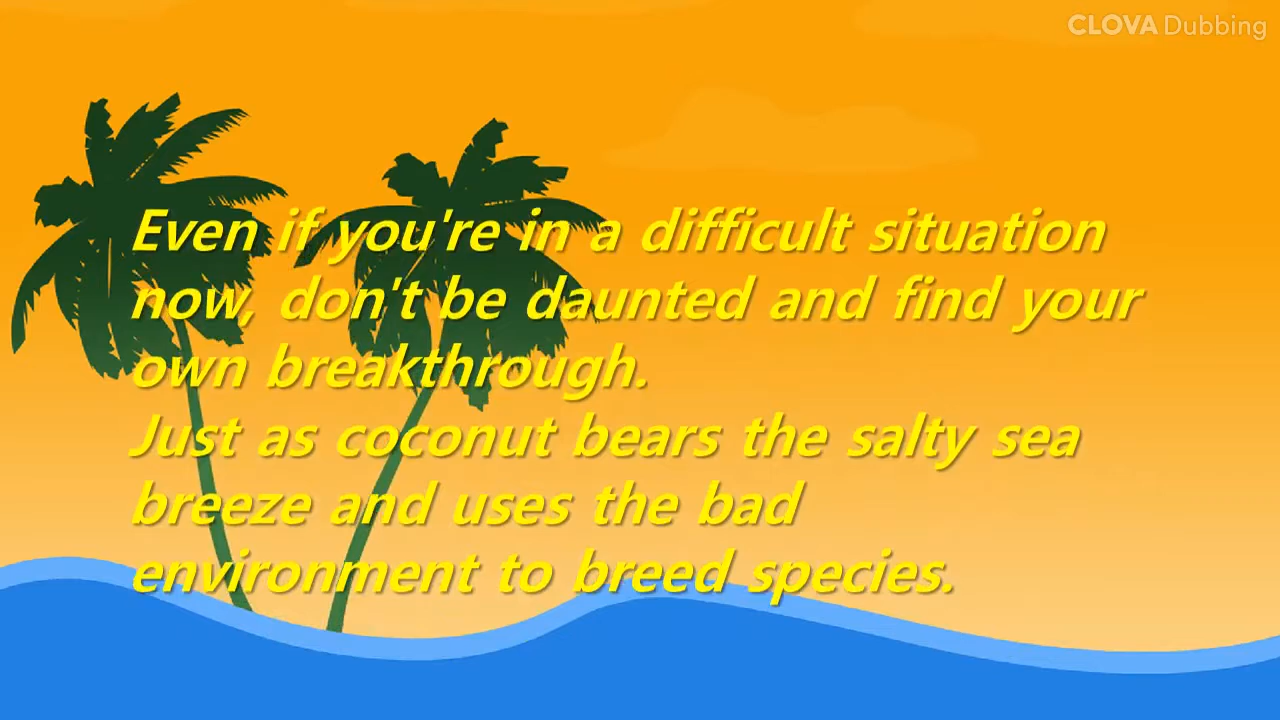 CLOVA Dubbing
Even if you're in a difficult situation
now, don't be daunted and find your
own breakthrough.
Just as coconut bears the salty sea
breeze and uses the bad
environment to breed species.